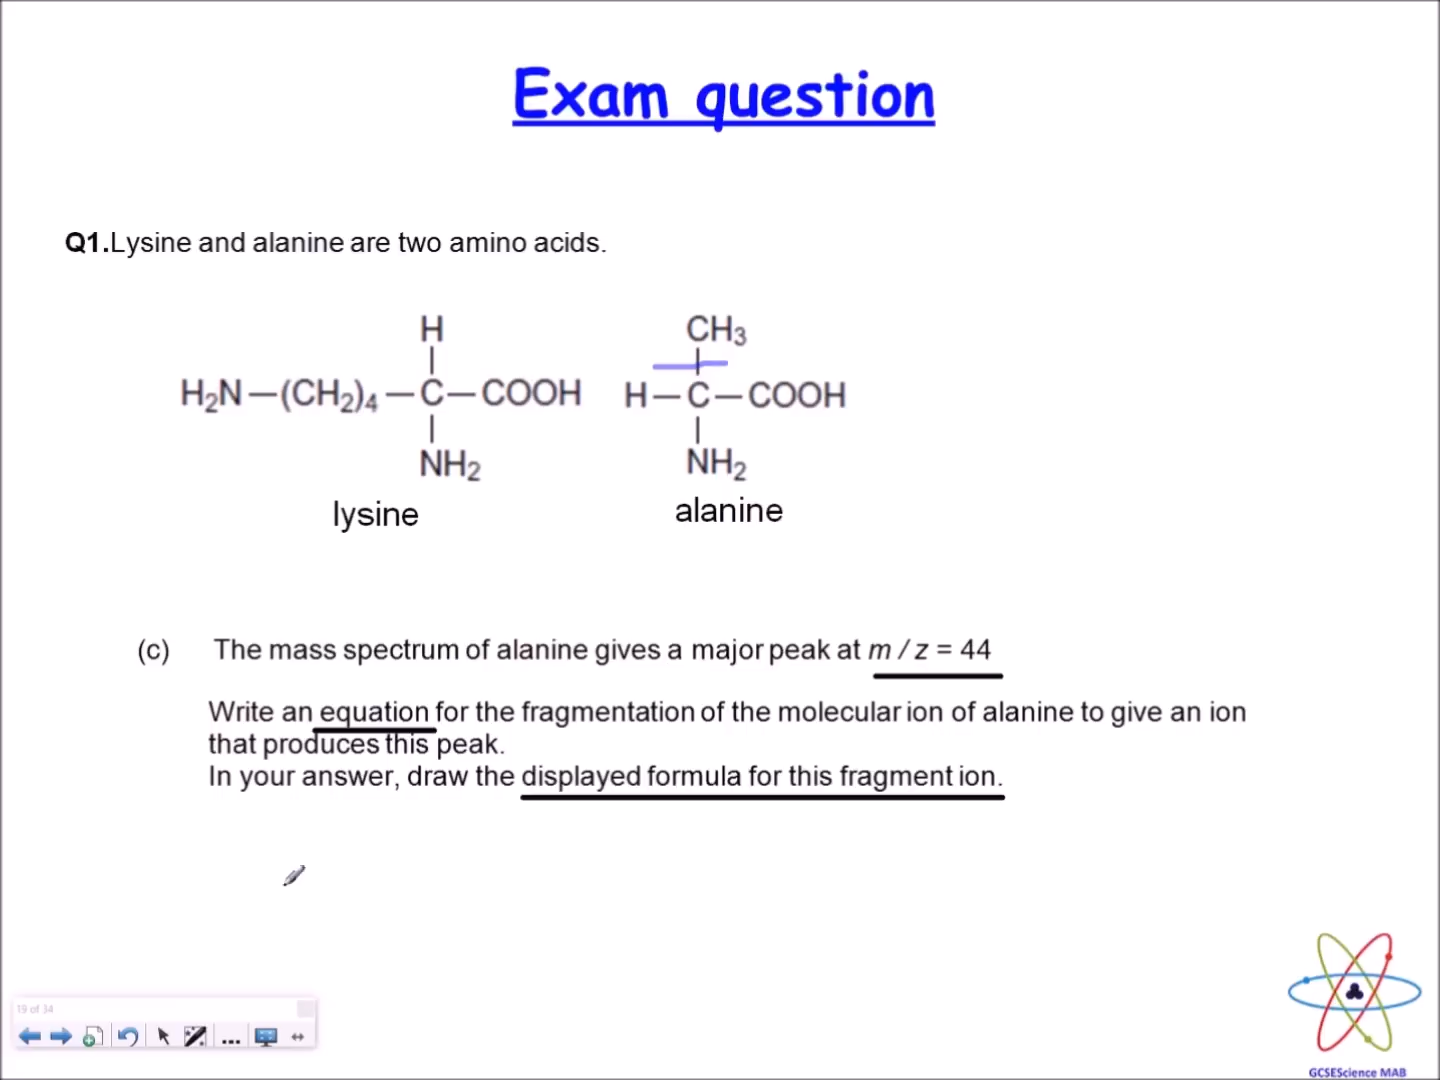 Exam question
Q1.Lysine and alanine are two amino acids.
H
H₂N—(CH₂)₄—C—COOH
NH₂
lysine
CH₃
H—C—COOH
NH₂
alanine
(c) The mass spectrum of alanine gives a major peak at m / z = 44
Write an equation for the fragmentation of the molecular ion of alanine to give an ion
that produces this peak.
In your answer, draw the displayed formula for this fragment ion.
19 of 34
GCSEScience MAB